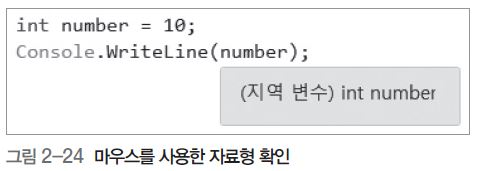 int number = 10;
Console.WriteLine(number);
(지역 변수) int number
그림 2-24 마우스를 사용한 자료형 확인